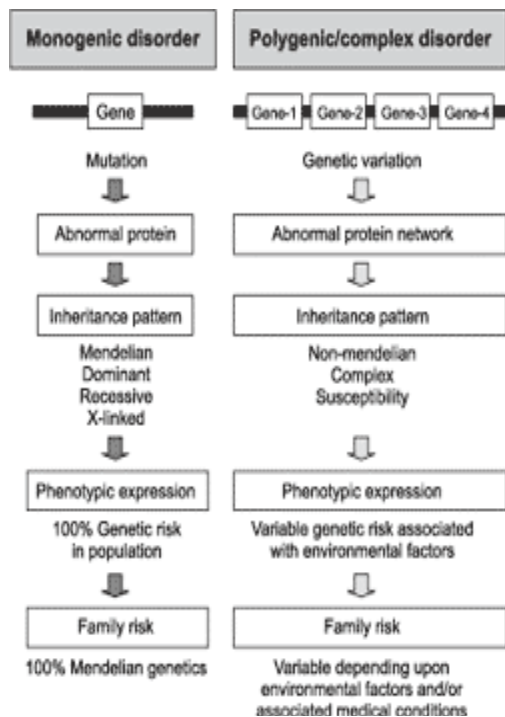 Monogenic disorder
Gene
Mutation
Abnormal protein
Inheritance pattern
Mendelian
Dominant
Recessive
X-linked
Phenotypic expression
100% Genetic risk
in population
Family risk
100% Mendelian genetics
Polygenic/complex disorder
Gene-1 Gene-2 Gene-3 Gene-4
Genetic variation
Abnormal protein network
Inheritance pattern
Non-mendelian
Complex
Susceptibility
Phenotypic expression
Variable genetic risk associated
with environmental factors
Family risk
Variable depending upon
environmental factors and/or
associated medical conditions